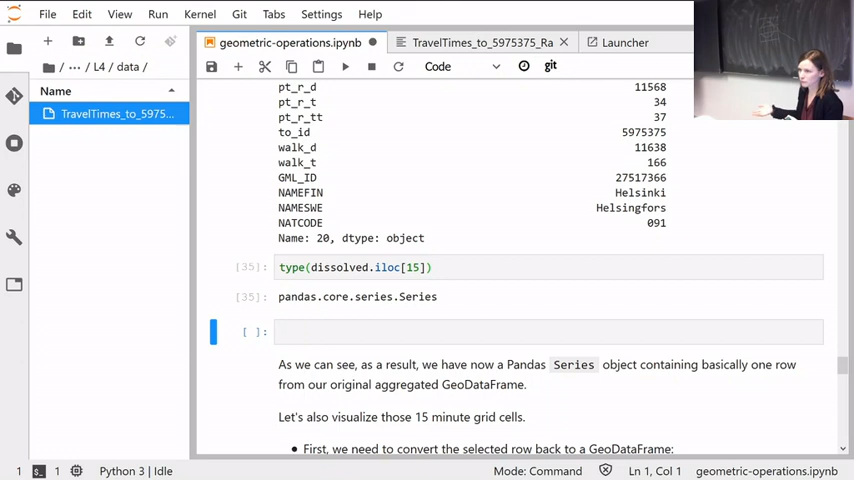 File Edit View Run Kernel Git Tabs Settings Help
geometric-operations.ipynb
TravelTimes_to_5975375_Ra
Launcher
/ ··· / L4 / data /
Code
git
Name
TravelTimes_to_5975...
pt_r_d 11568
pt_r_t 34
pt_r_tt 37
to_id 5975375
walk_d 11638
walk_t 166
GML_ID 27517366
NAMEFIN Helsinki
NAMESWE Helsingfors
NATCODE 091
Name: 20, dtype: object
[35]: type(dissolved.iloc[15])
[35]: pandas.core.series.Series
[ ]:
As we can see, as a result, we have now a Pandas Series object containing basically one row
from our original aggregated GeoDataFrame.
Let's also visualize those 15 minute grid cells.
• First, we need to convert the selected row back to a GeoDataFrame:
1 1 Python 3 | Idle Mode: Command Ln 1, Col 1 geometric-operations.ipynb